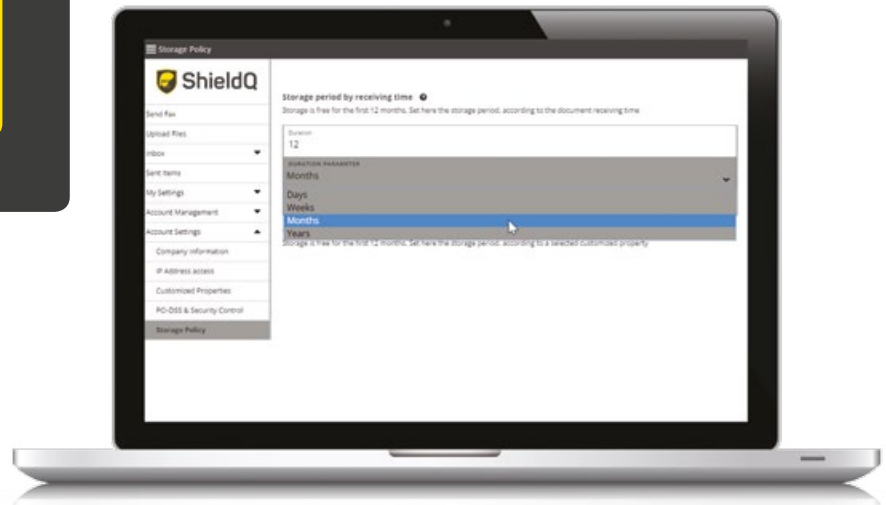 Storage Policy
ShieldQ
Send Fax
Upload Files
Inbox
Sent Items
My Settings
Account Management
Account Settings
Company Information
IP Address access
Customized Properties
PCI-DSS & Security Control
Storage Policy
Storage period by receiving time
Storage is free for the first 12 months. Set here the storage period, according to the document receiving time
Duration
12
DURATION PARAMETER
Months
Days
Weeks
Months
Years
Storage is free for the first 12 months. Set here the storage period, according to a selected customized property